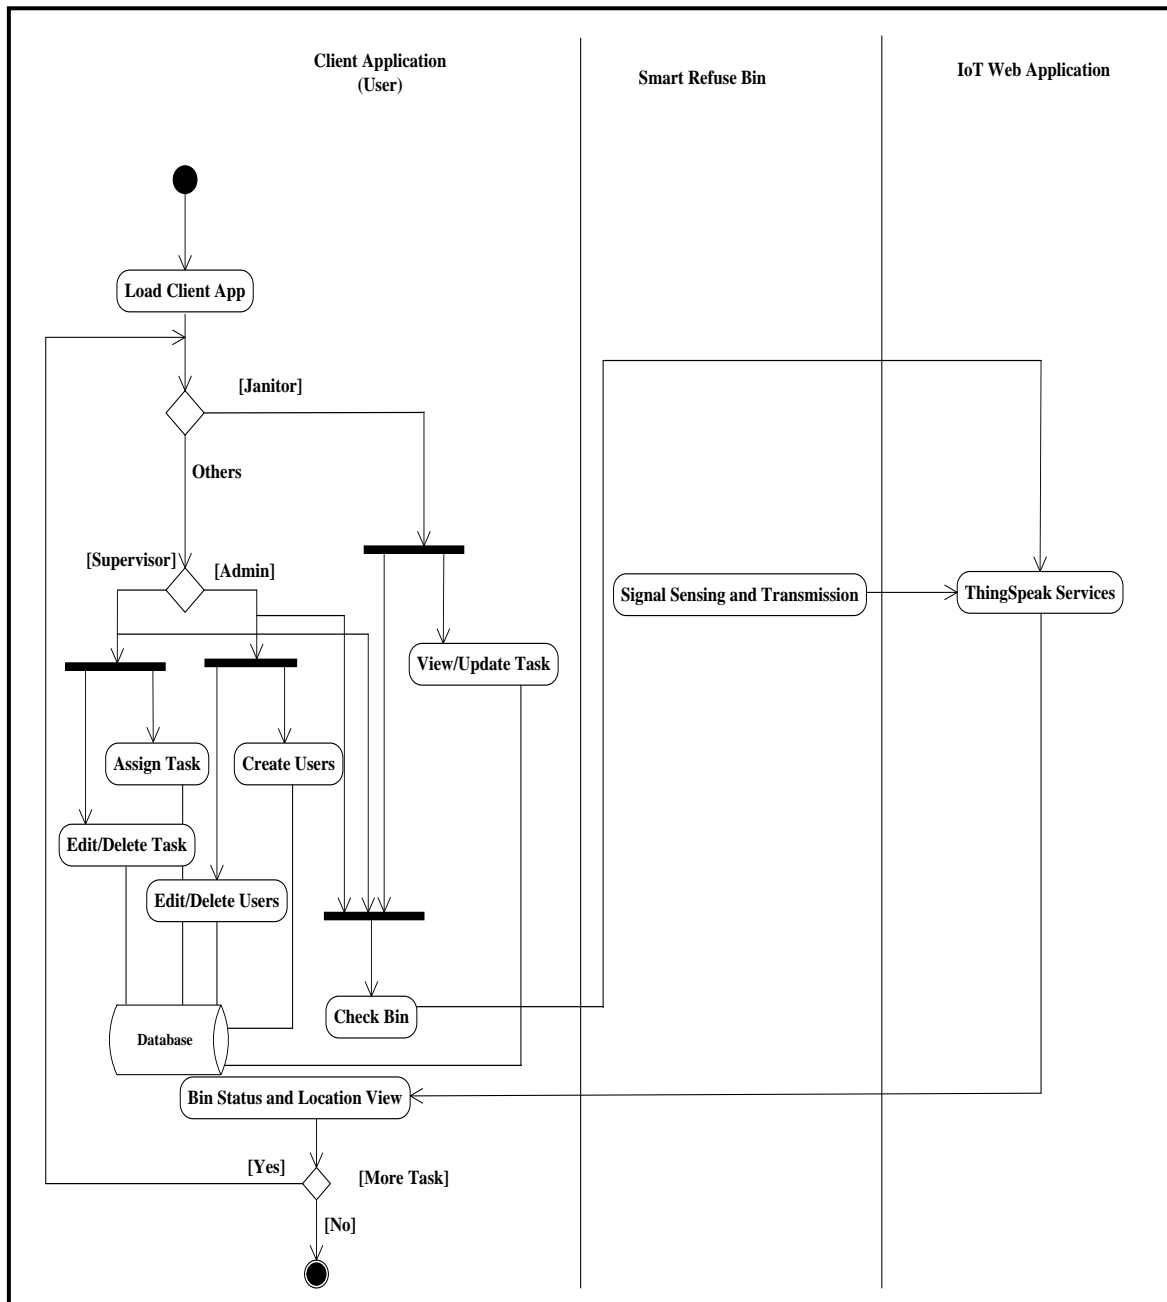 Client Application
(User)
Smart Refuse Bin
IoT Web Application
Load Client App
[Janitor]
Others
[Supervisor]
[Admin]
Signal Sensing and Transmission
ThingSpeak Services
View/Update Task
Assign Task
Create Users
Edit/Delete Task
Edit/Delete Users
Check Bin
Database
Bin Status and Location View
[Yes]
[More Task]
[No]